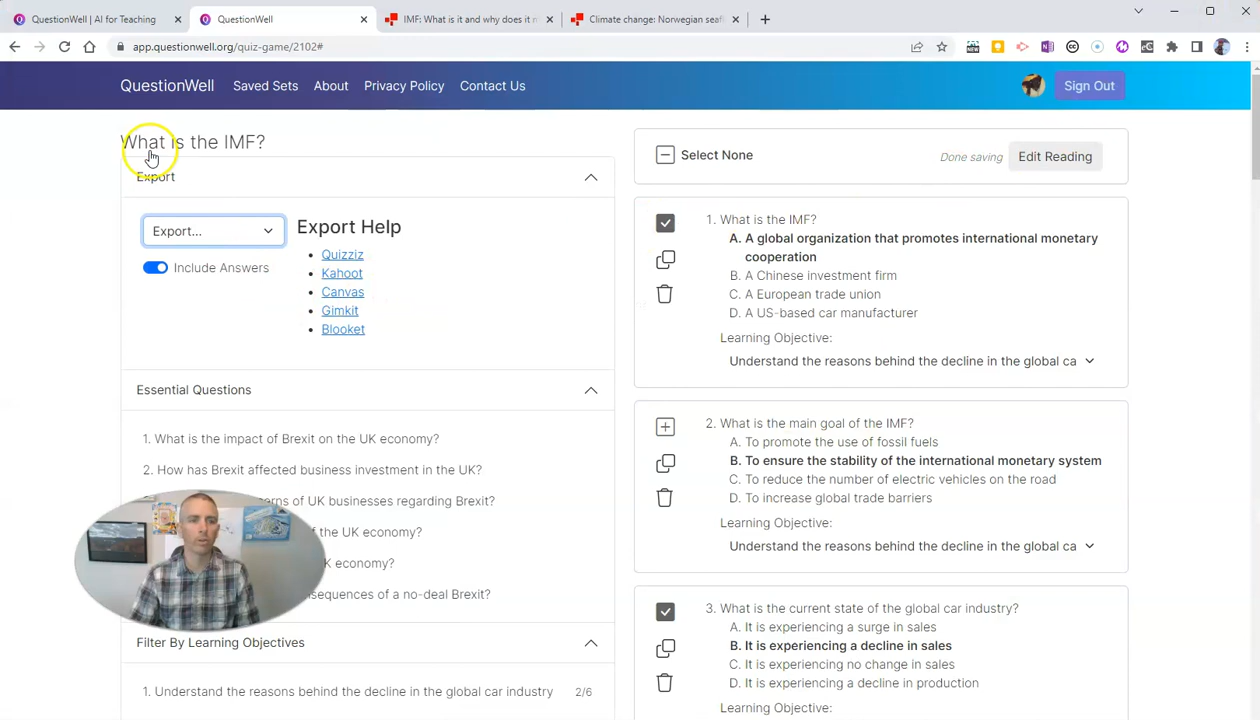 QuestionWell | AI for Teaching
QuestionWell
IMF: What is it and why does it m
Climate change: Norwegian seaf
app.questionwell.org/quiz-game/2102#
QuestionWell Saved Sets About Privacy Policy Contact Us Sign Out
What is the IMF?
Export
Export...
Include Answers
Export Help
Quizziz
Kahoot
Canvas
Gimkit
Blooket
Essential Questions
1. What is the impact of Brexit on the UK economy?
2. How has Brexit affected business investment in the UK?
of UK businesses regarding Brexit?
of the UK economy?
K economy?
of a no-deal Brexit?
Filter By Learning Objectives
1. Understand the reasons behind the decline in the global car industry 2/6
Select None
Done saving
Edit Reading
1. What is the IMF?
A. A global organization that promotes international monetary
cooperation
B. A Chinese investment firm
C. A European trade union
D. A US-based car manufacturer
Learning Objective:
Understand the reasons behind the decline in the global ca
2. What is the main goal of the IMF?
A. To promote the use of fossil fuels
B. To ensure the stability of the international monetary system
C. To reduce the number of electric vehicles on the road
D. To increase global trade barriers
Learning Objective:
Understand the reasons behind the decline in the global ca
3. What is the current state of the global car industry?
A. It is experiencing a surge in sales
B. It is experiencing a decline in sales
C. It is experiencing no change in sales
D. It is experiencing a decline in production
Learning Objective: